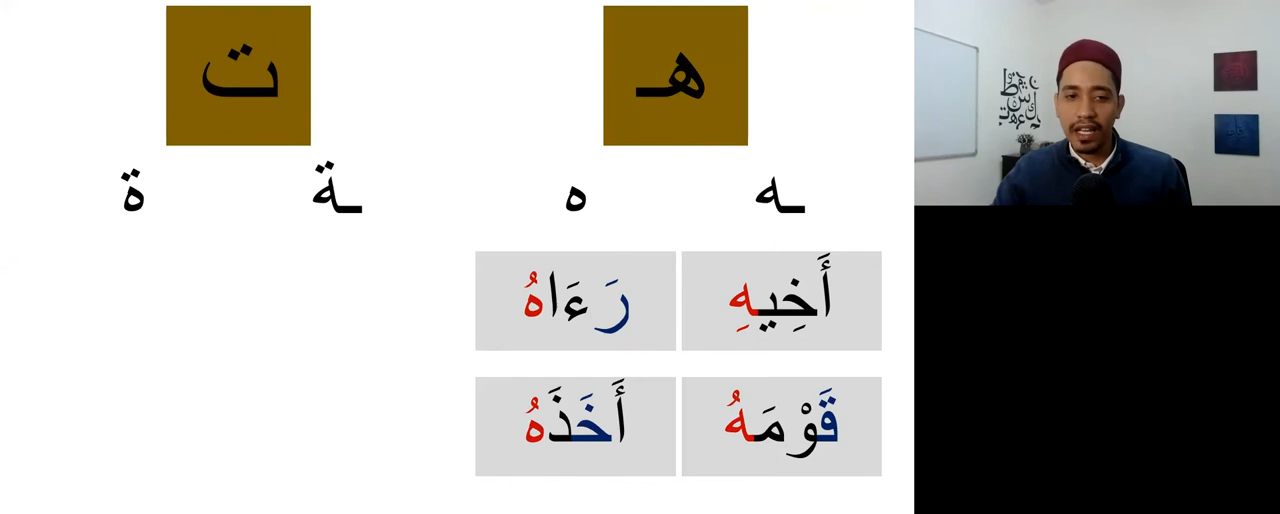 هـ ت
ـه ه ـة ة
أَخِيهِ رَءَاهُ
قَوْمَهُ أَخَذَهُ